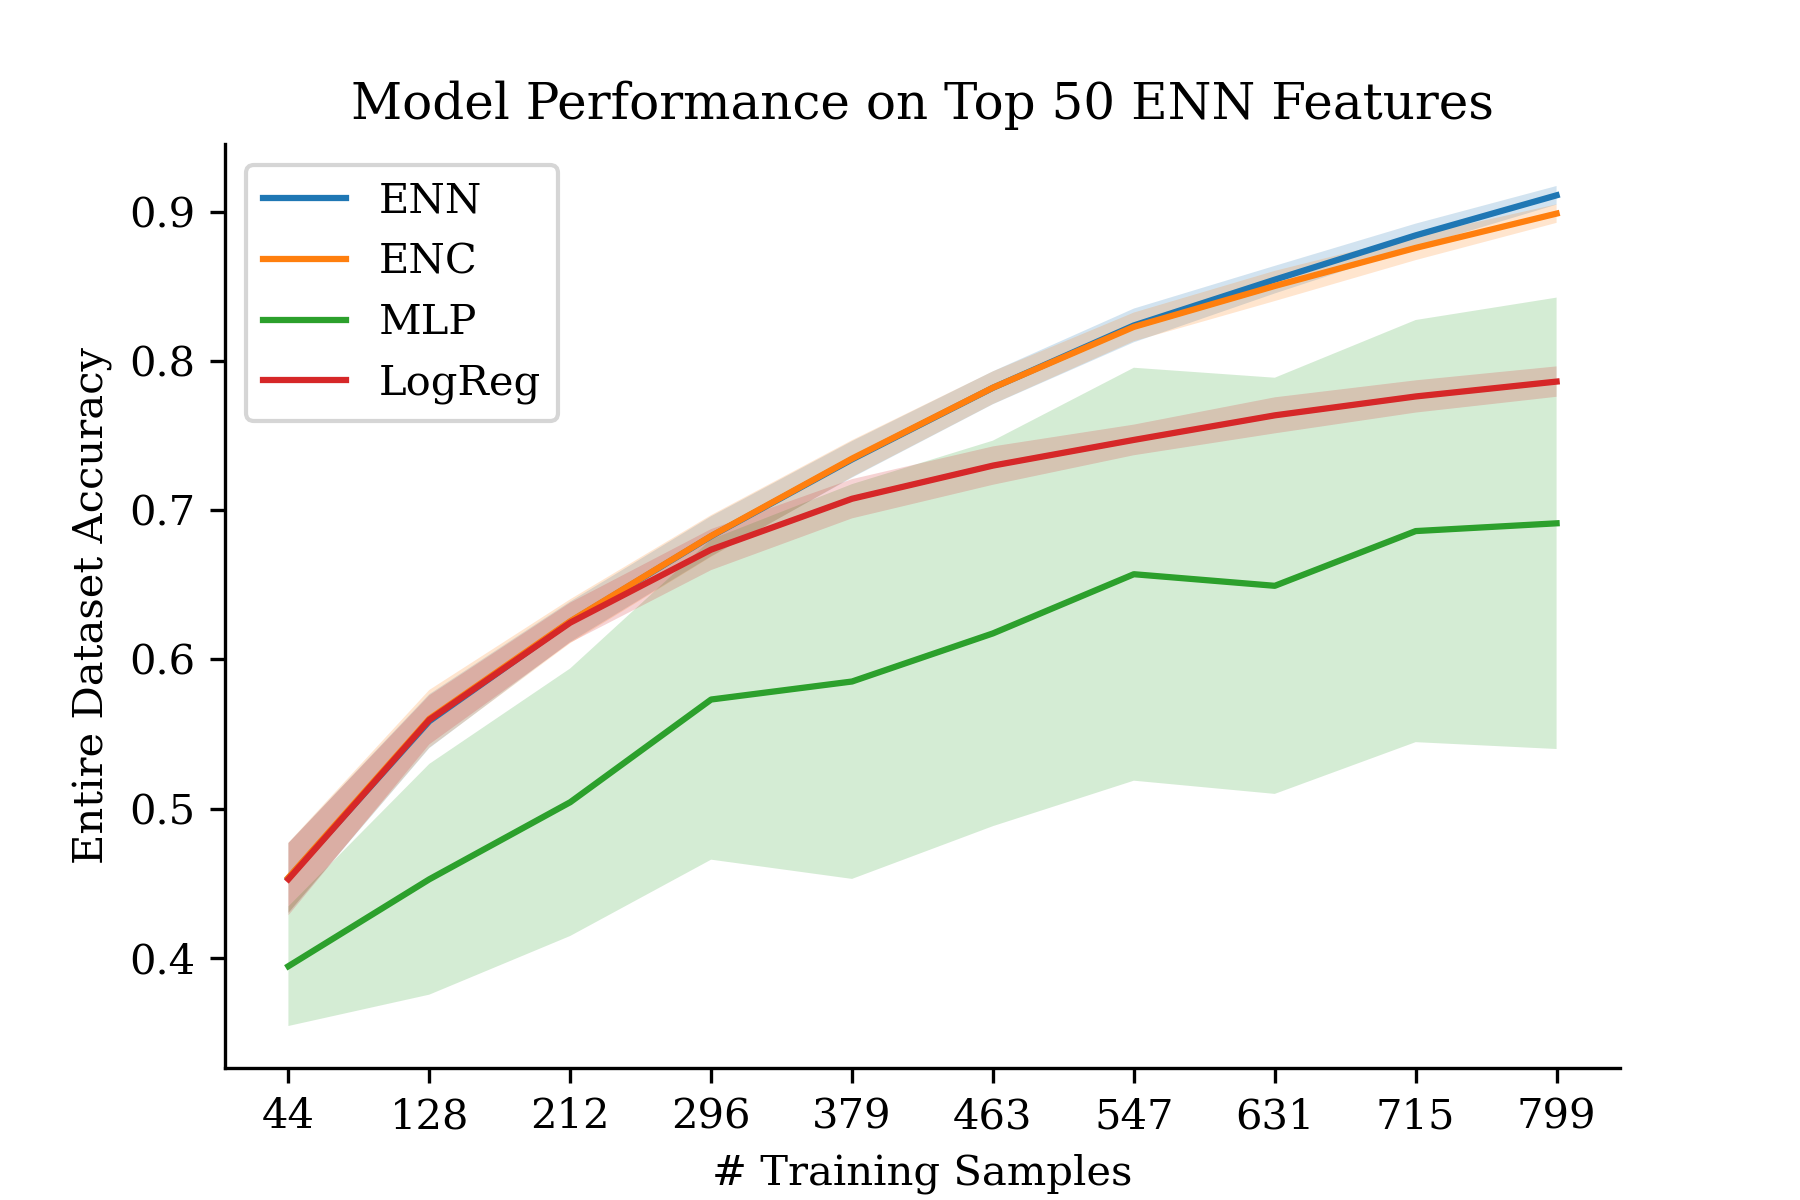 Model Performance on Top 50 ENN Features
ENN
ENC
MLP
LogReg
Entire Dataset Accuracy
0.9
0.8
0.7
0.6
0.5
0.4
44 128 212 296 379 463 547 631 715 799
# Training Samples